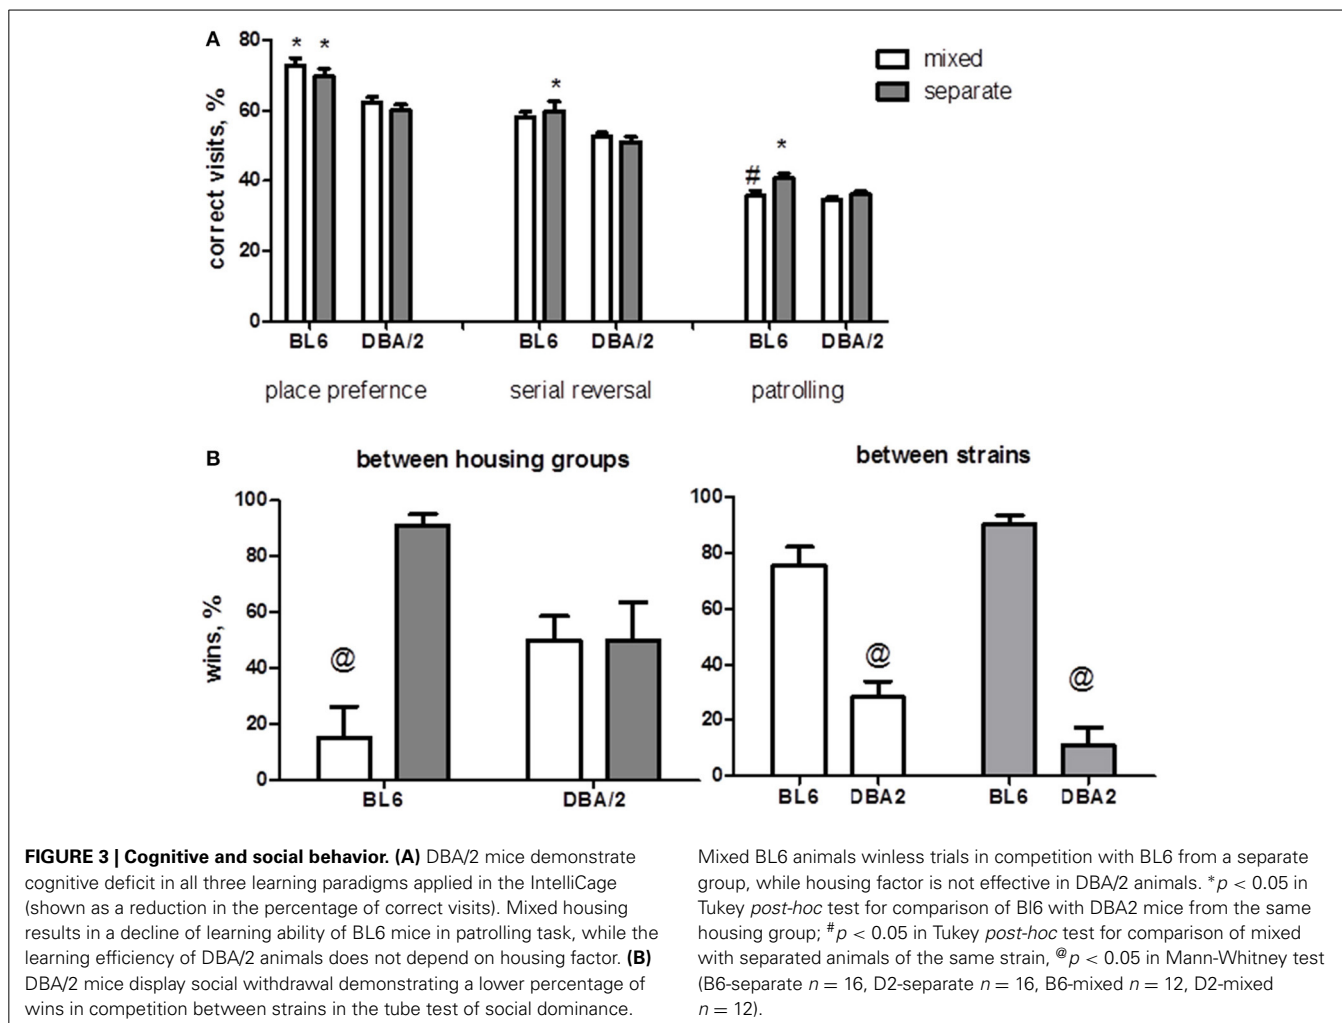 A
80
60
40
20
0
correct visits, %
* *
*
#
*
mixed
separate
BL6 DBA/2 BL6 DBA/2 BL6 DBA/2
place prefernce serial reversal patrolling
B
between housing groups
between strains
100
80
60
40
20
0
wins, %
@
BL6 DBA/2
100
80
60
40
20
0
@
@
BL6 DBA2 BL6 DBA2
FIGURE 3 | Cognitive and social behavior. (A) DBA/2 mice demonstrate
cognitive deficit in all three learning paradigms applied in the IntelliCage
(shown as a reduction in the percentage of correct visits). Mixed housing
results in a decline of learning ability of BL6 mice in patrolling task, while the
learning efficiency of DBA/2 animals does not depend on housing factor. (B)
DBA/2 mice display social withdrawal demonstrating a lower percentage of
wins in competition between strains in the tube test of social dominance.
Mixed BL6 animals winless trials in competition with BL6 from a separate
group, while housing factor is not effective in DBA/2 animals. *p < 0.05 in
Tukey post-hoc test for comparison of Bl6 with DBA2 mice from the same
housing group; #p < 0.05 in Tukey post-hoc test for comparison of mixed
with separated animals of the same strain, @p < 0.05 in Mann-Whitney test
(B6-separate n = 16, D2-separate n = 16, B6-mixed n = 12, D2-mixed
n = 12).